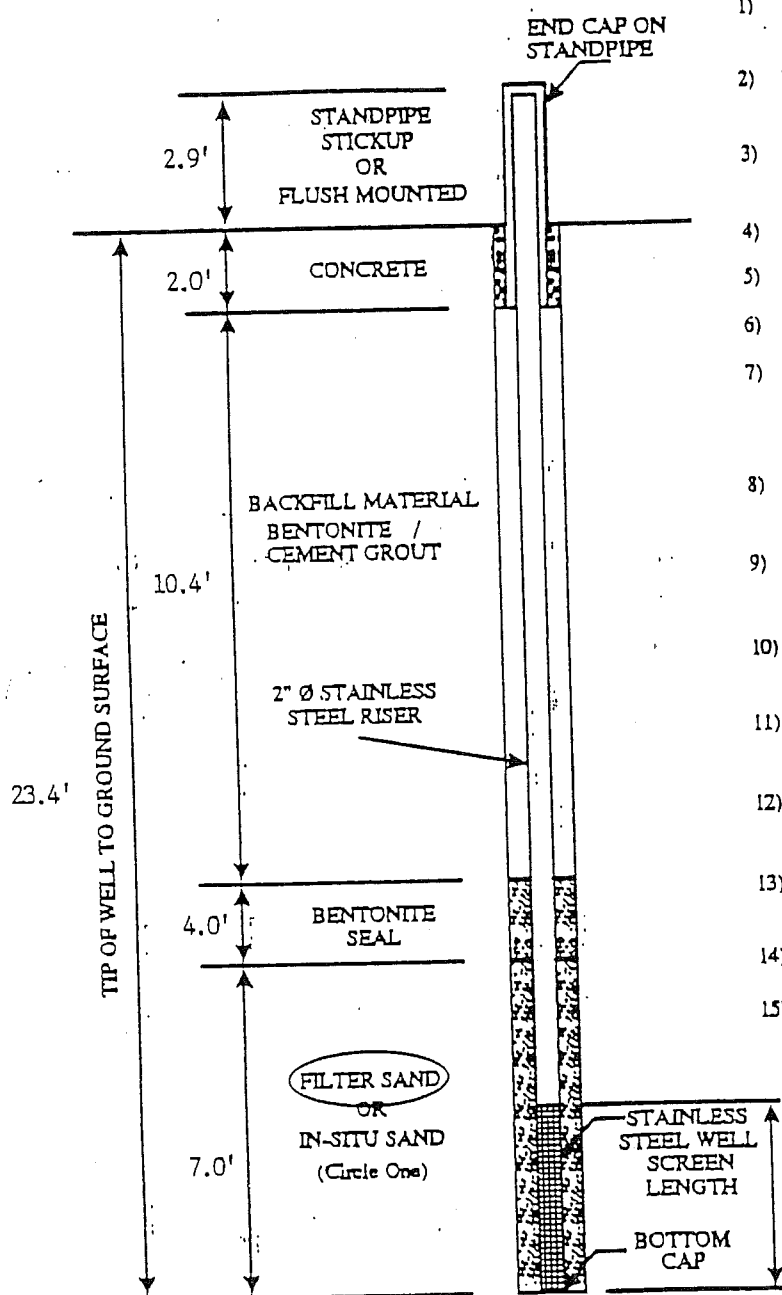 1)
END CAP ON
STANDPIPE
2)
STANDPIPE
STICKUP
OR
FLUSH MOUNTED
2.9'
3)
4)
CONCRETE
2.0'
5)
6)
7)
BACKFILL MATERIAL
BENTONITE /
CEMENT GROUT
8)
9)
10.4'
10)
2" Ø STAINLESS
STEEL RISER
11)
TIP OF WELL TO GROUND SURFACE
23.4'
12)
13)
BENTONITE
SEAL
4.0'
14)
15
FILTER SAND
OR
IN-SITU SAND
(Circle One)
7.0'
STAINLESS
STEEL WELL
SCREEN
LENGTH
BOTTOM
CAP